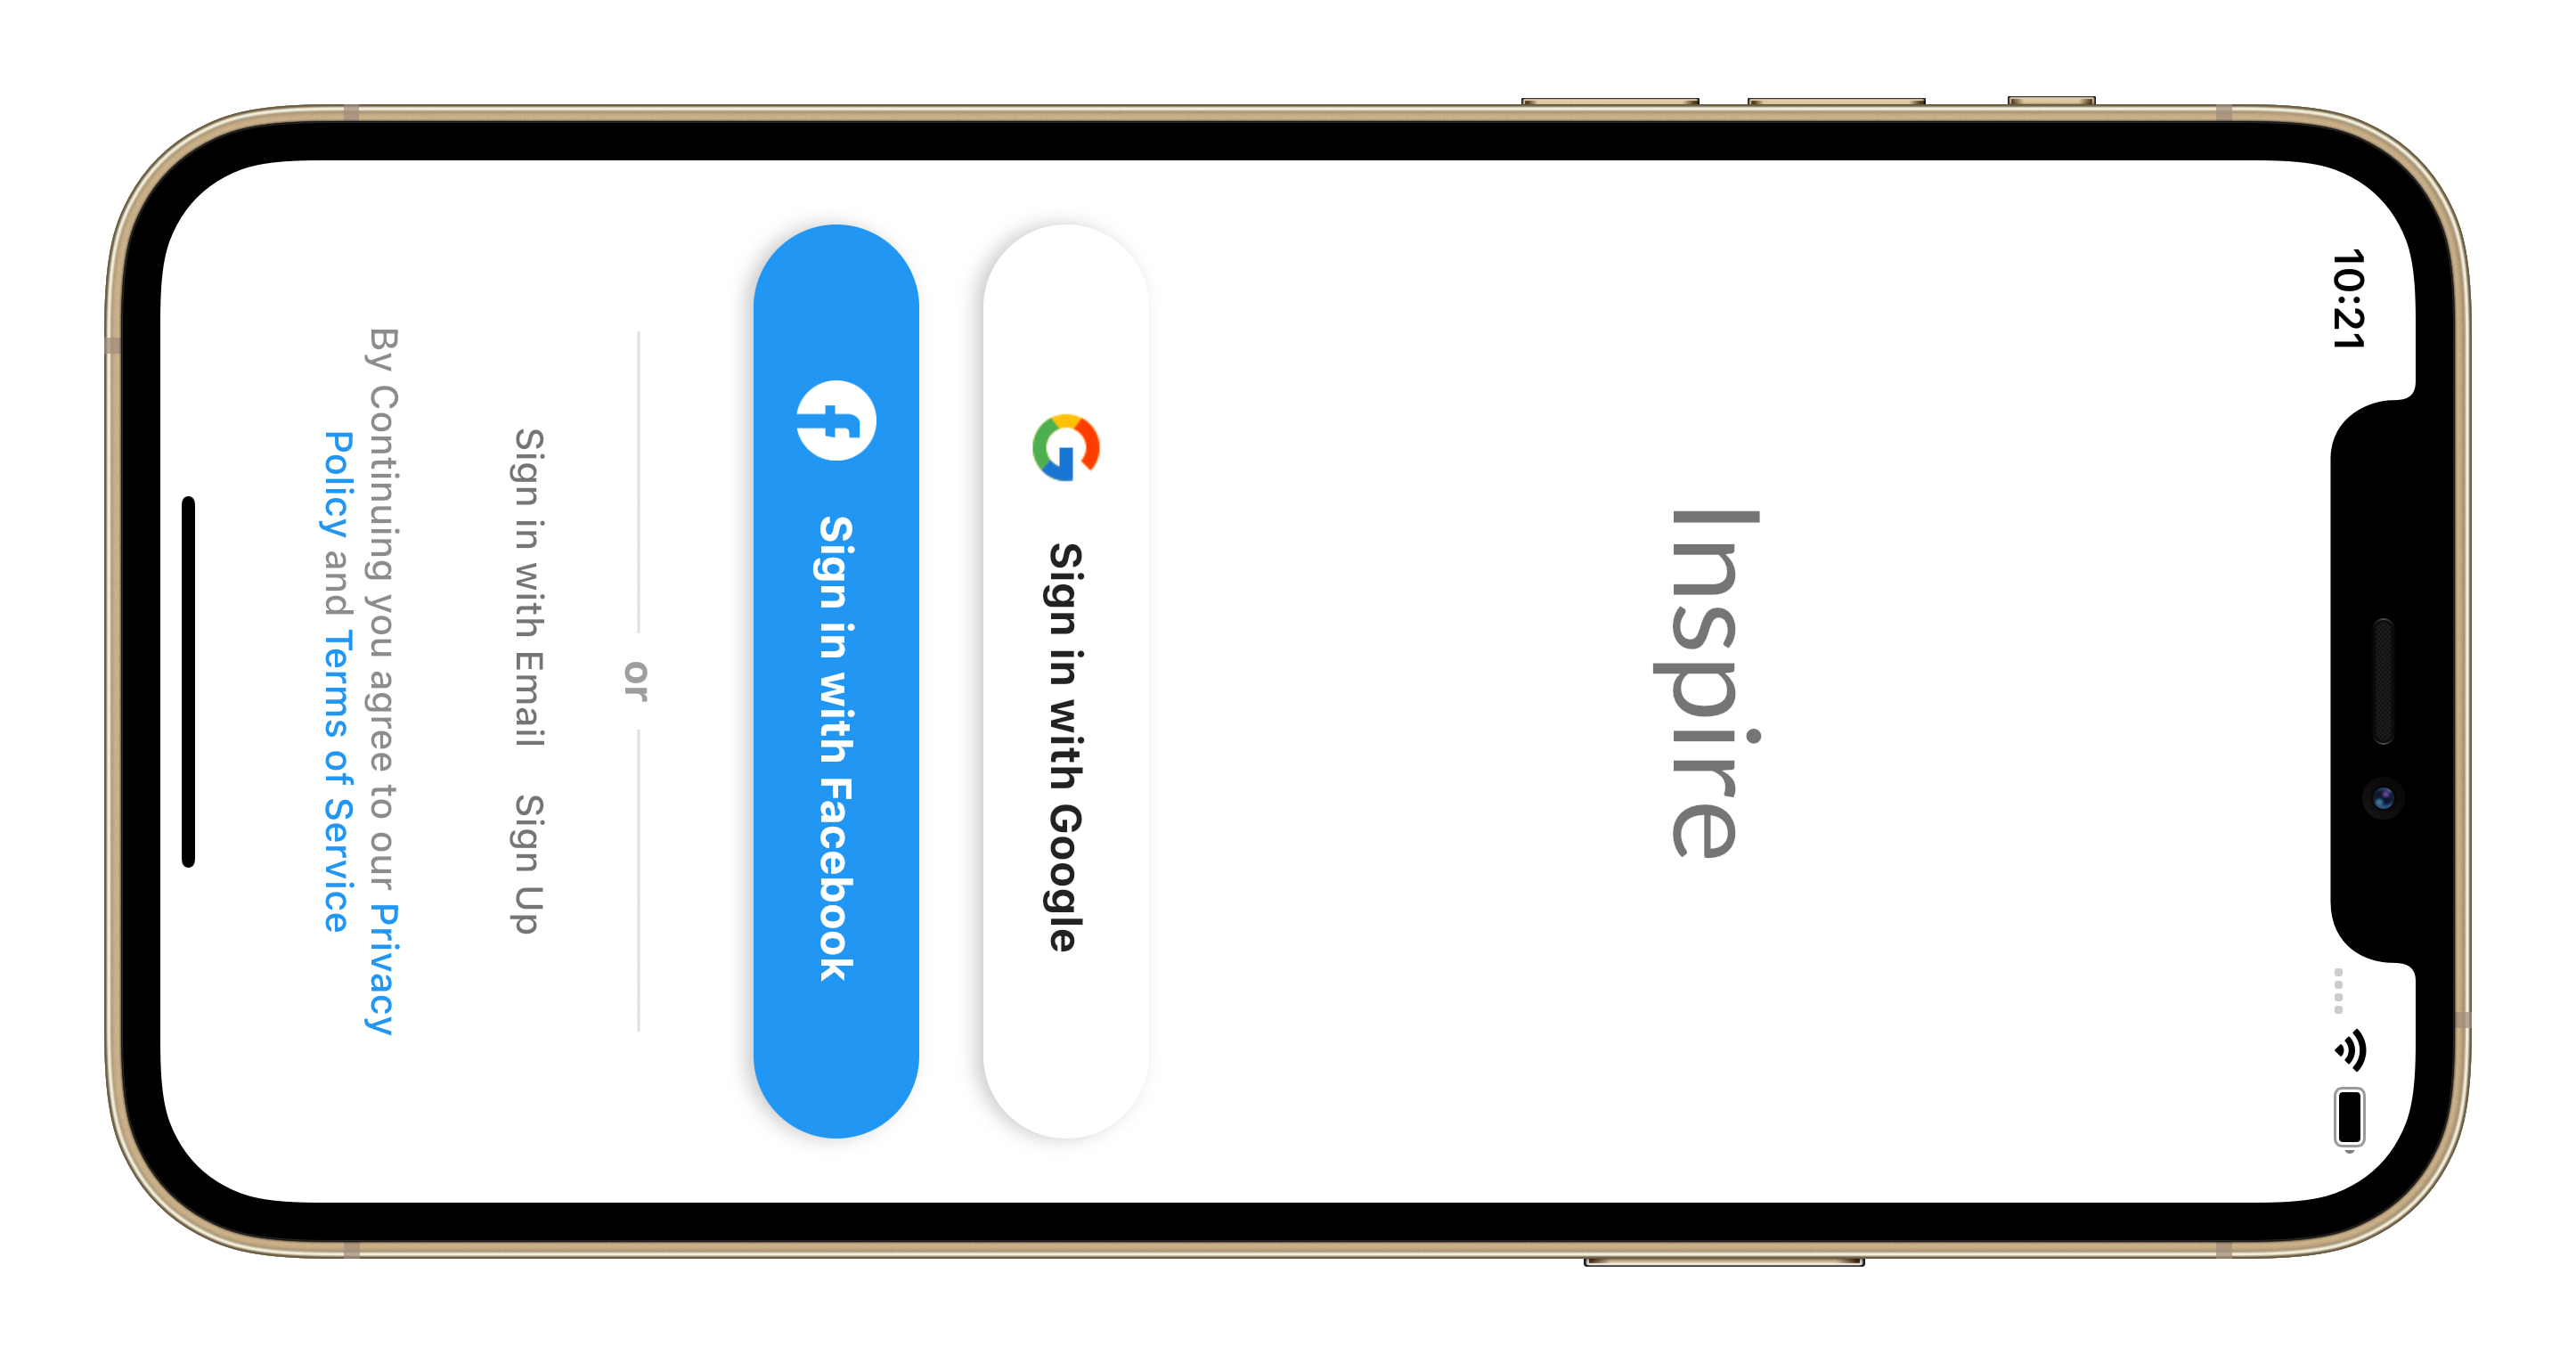 10:21
Inspire
Sign in with Google
Sign in with Facebook
or
Sign in with Email Sign Up
By Continuing you agree to our Privacy
Policy and Terms of Service